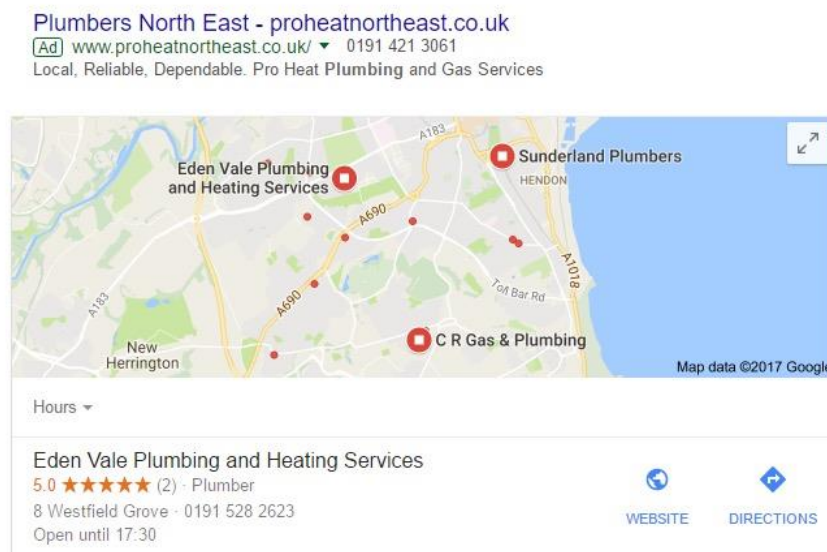 Plumbers North East - proheatnortheast.co.uk
Ad www.proheatnortheast.co.uk/ 0191 421 3061
Local, Reliable, Dependable. Pro Heat Plumbing and Gas Services
A183
Eden Vale Plumbing
and Heating Services
Sunderland Plumbers
HENDON
A690
A1018
Toll Bar Rd
A183
A690
New
Herrington
C R Gas & Plumbing
Map data ©2017 Google
Hours
Eden Vale Plumbing and Heating Services
5.0 ★★★★★ (2) · Plumber
8 Westfield Grove · 0191 528 2623
Open until 17:30
WEBSITE
DIRECTIONS